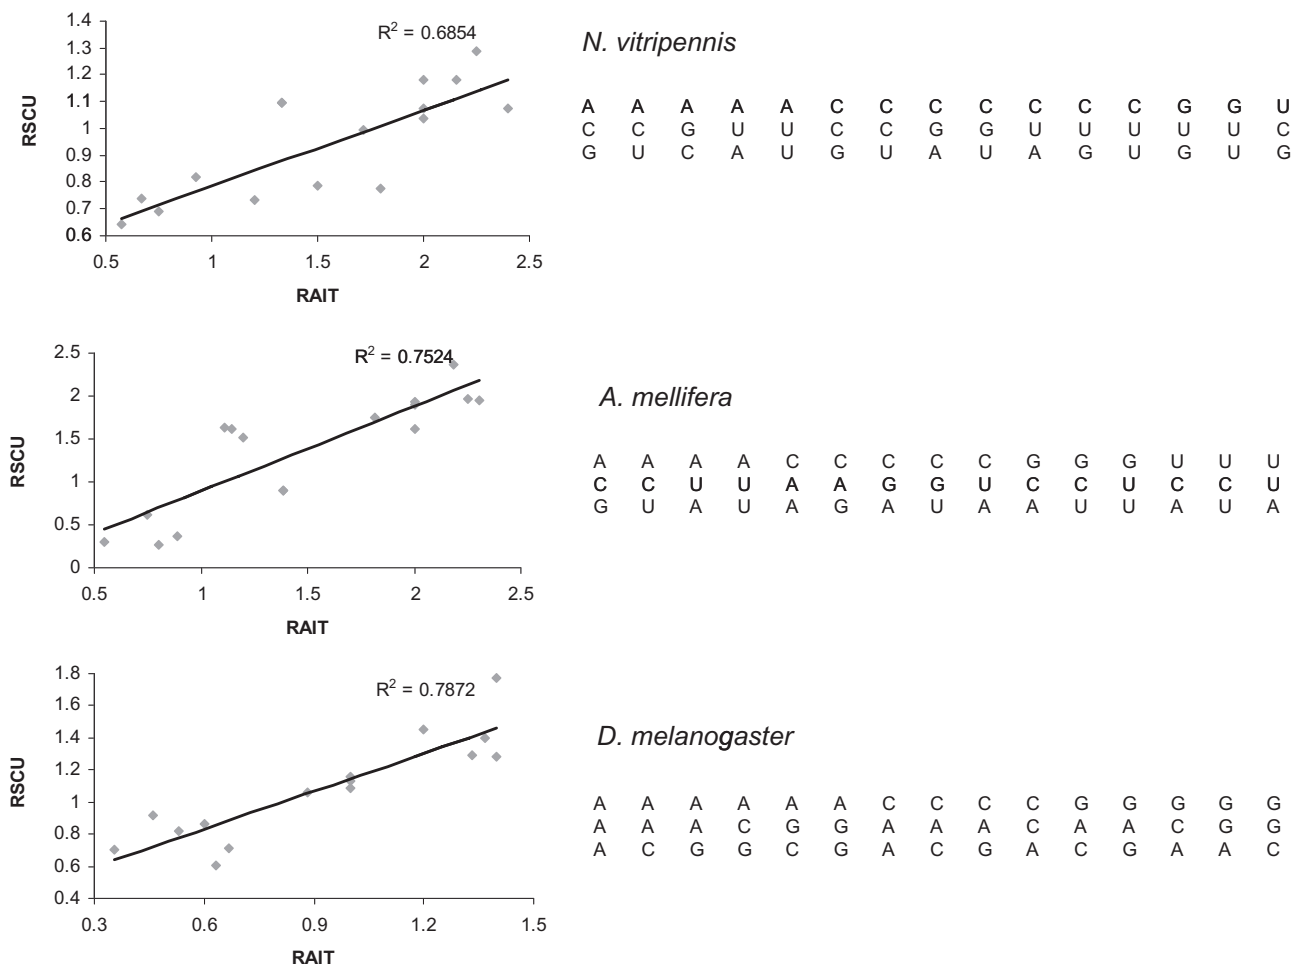 1.4
1.3
1.2
1.1
1
0.9
0.8
0.7
0.6
RSCU
R² = 0.6854
0.5 1 1.5 2 2.5
RAIT
N. vitripennis
A A A A A C C C C C C C G G U
C C G U U C C G G U U U U U C
G U C A U G U A U A G U G U G
2.5
2
1.5
1
0.5
0
RSCU
R² = 0.7524
0.5 1 1.5 2 2.5
RAIT
A. mellifera
A A A A C C C C C G G G U U U
C C U U A A G G U C C U C C U
G U A U A G A U A A U U A U A
1.8
1.6
1.4
1.2
1
0.8
0.6
0.4
RSCU
R² = 0.7872
0.3 0.6 0.9 1.2 1.5
RAIT
D. melanogaster
A A A A A A C C C C G G G G G
A A A C G G A A A C A A C G G
A C G G C G A C G A C G A A C